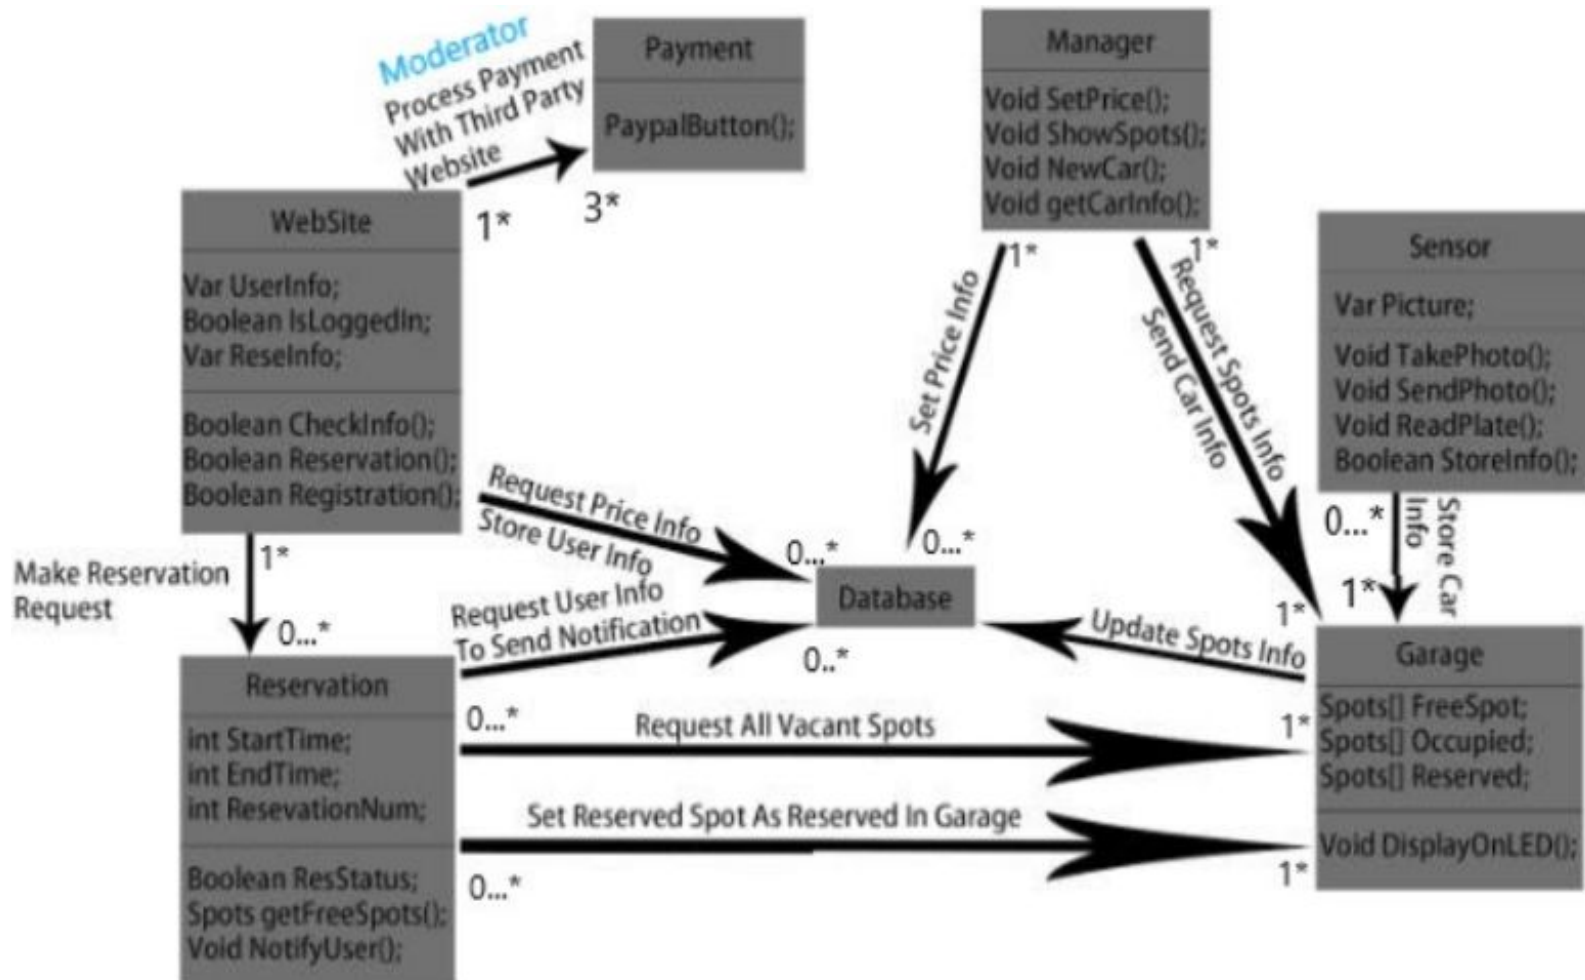 Moderator
Process Payment
With Third Party
Website
1*
3*
Payment
PaypalButton();
Manager
Void SetPrice();
Void ShowSpots();
Void NewCar();
Void getCarInfo();
WebSite
Var UserInfo;
Boolean IsLoggedIn;
Var ReseInfo;
Boolean CheckInfo();
Boolean Reservation();
Boolean Registration();
Sensor
Var Picture;
Void TakePhoto();
Void SendPhoto();
Void ReadPlate();
Boolean StoreInfo();
1*
Set Price Info
0...*
1*
Request Spots Info
Send Car Info
1*
0...*
Store Car
Info
1*
Request Price Info
Store User Info
0...*
1*
Make Reservation
Request
0...*
Request User Info
To Send Notification
0..*
Database
Update Spots Info
Reservation
int StartTime;
int EndTime;
int ResevationNum;
Boolean ResStatus;
Spots getFreeSpots();
Void NotifyUser();
0...*
Request All Vacant Spots
1*
Set Reserved Spot As Reserved In Garage
0...*
1*
Garage
Spots[] FreeSpot;
Spots[] Occupied;
Spots[] Reserved;
Void DisplayOnLED();